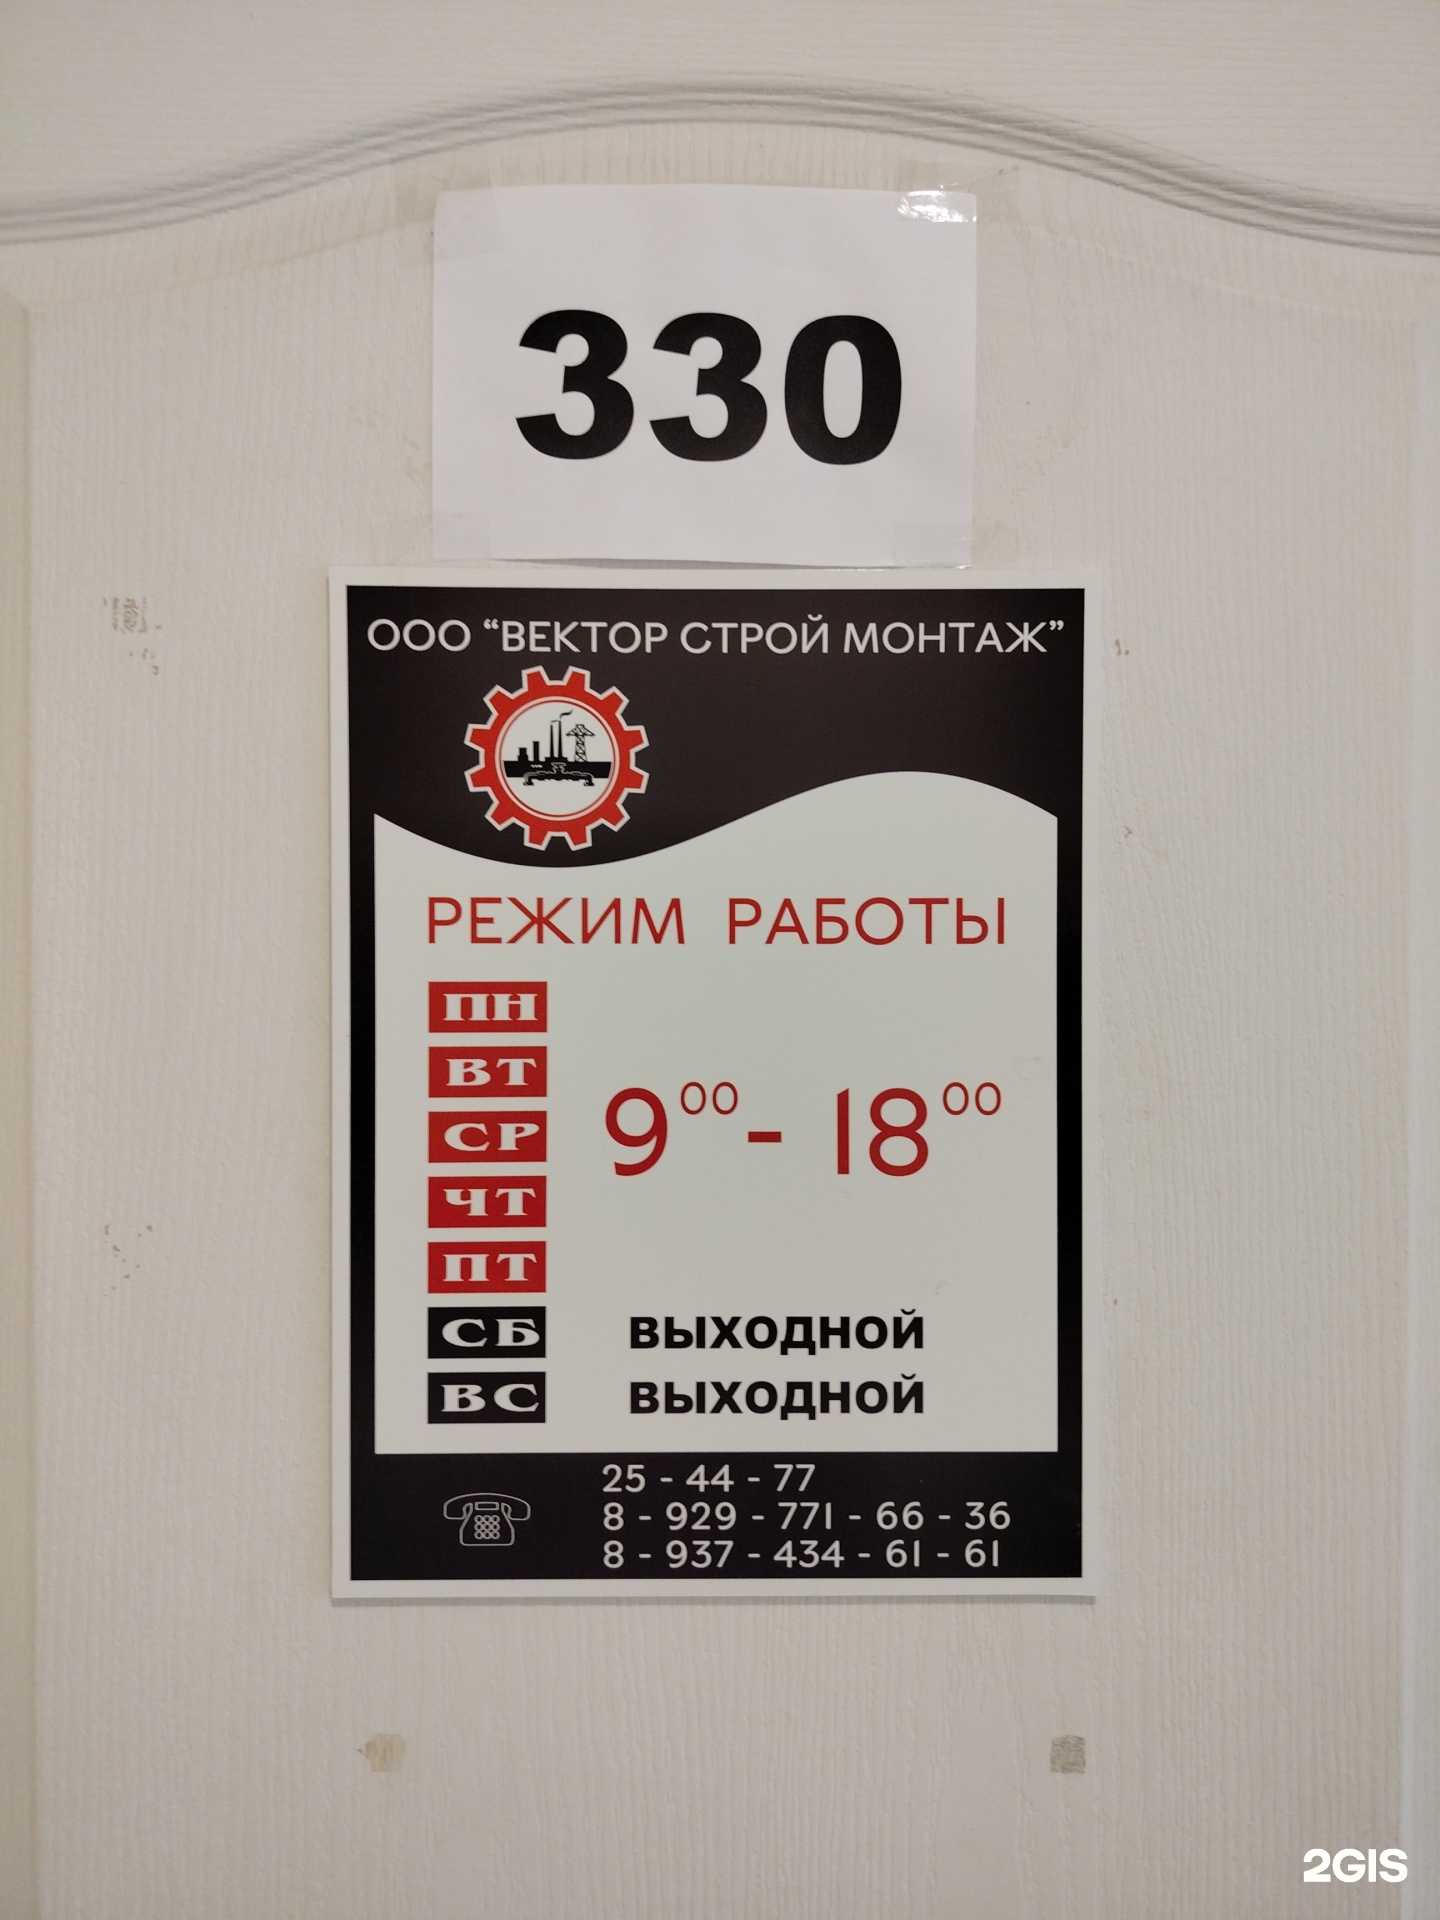 330
ООО “ВЕКТОР СТРОЙ МОНТАЖ”
РЕЖИМ РАБОТЫ
ПН
ВТ
СР
ЧТ
ПТ
9⁰⁰ - 18⁰⁰
СБ ВЫХОДНОЙ
ВС ВЫХОДНОЙ
25 - 44 - 77
8 - 929 - 771 - 66 - 36
8 - 937 - 434 - 61 - 61
2GIS